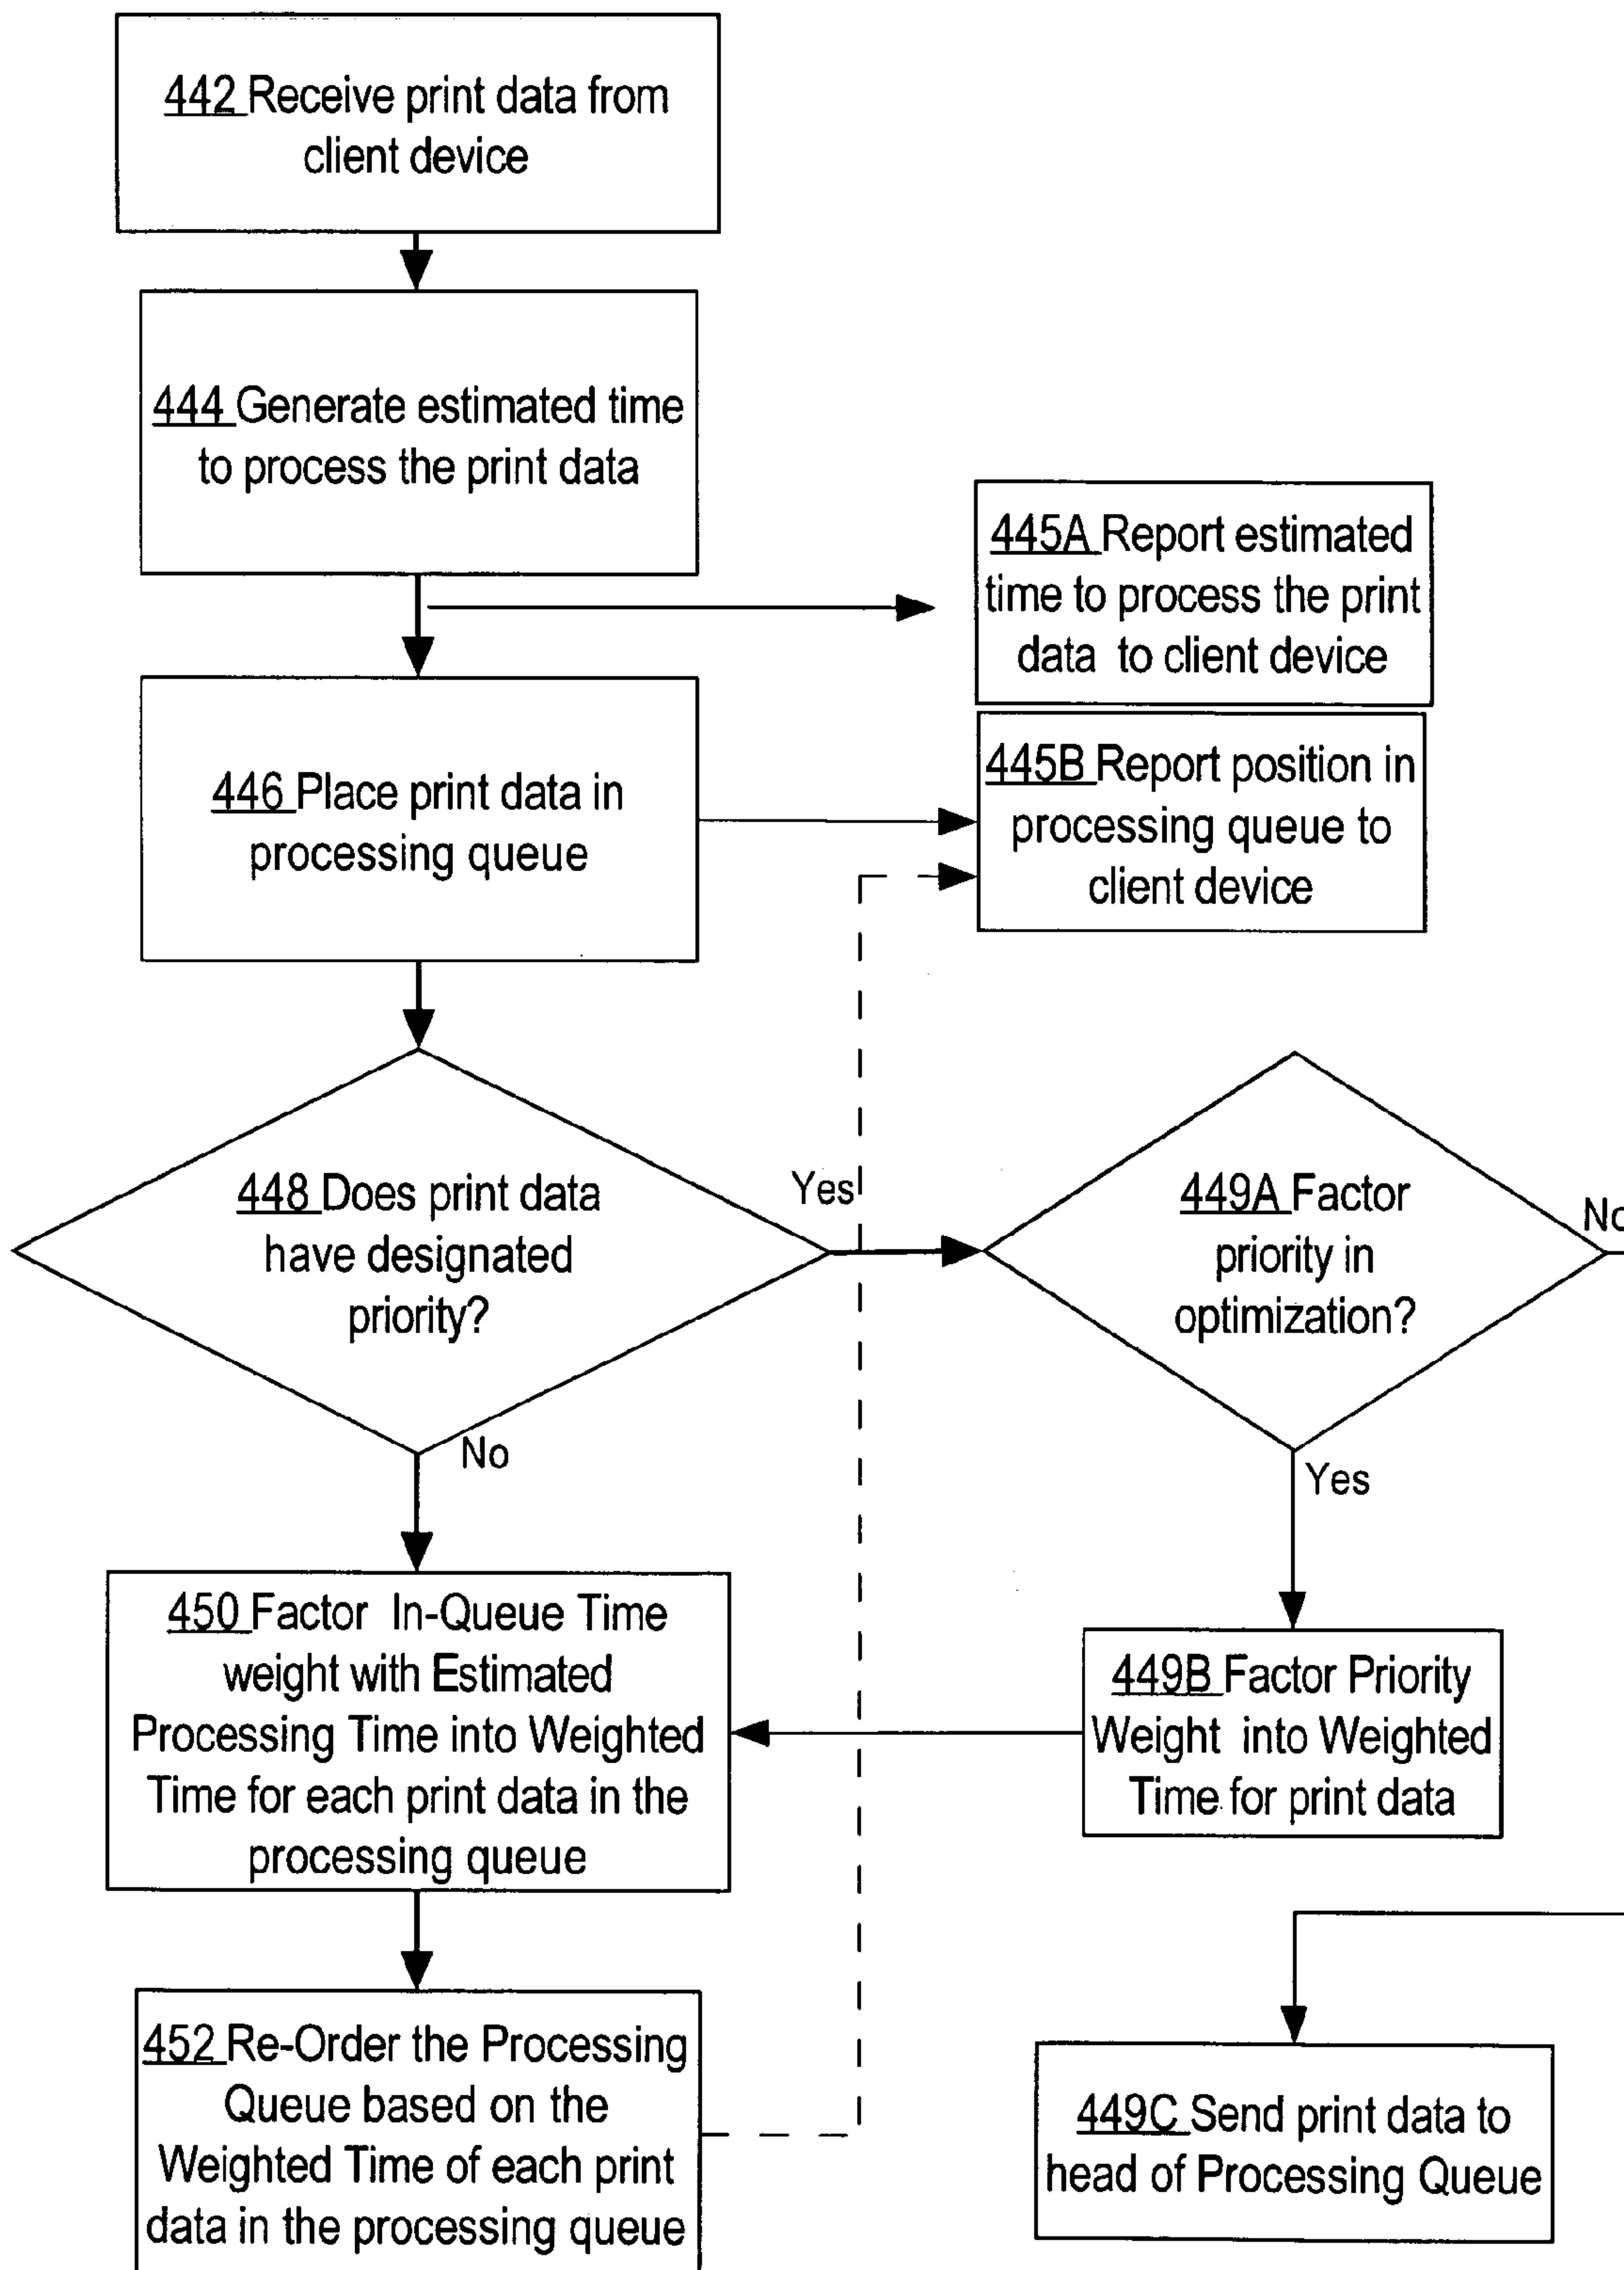 442 Receive print data from
client device
444 Generate estimated time
to process the print data
445A Report estimated
time to process the print
data to client device
446 Place print data in
processing queue
445B Report position in
processing queue to
client device
448 Does print data
have designated
priority?
Yes
449A Factor
priority in
optimization?
No
No
Yes
450 Factor In-Queue Time
weight with Estimated
Processing Time into Weighted
Time for each print data in the
processing queue
449B Factor Priority
Weight into Weighted
Time for print data
452 Re-Order the Processing
Queue based on the
Weighted Time of each print
data in the processing queue
449C Send print data to
head of Processing Queue